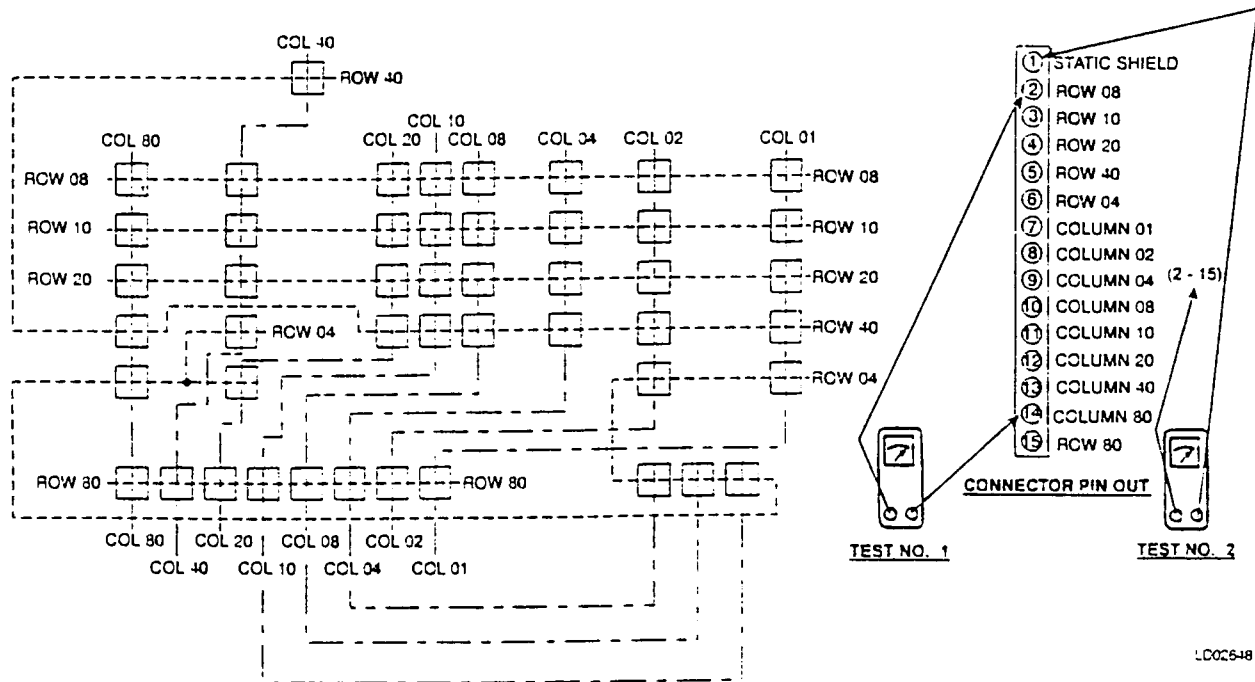 COL 40
ROW 40
COL 80
COL 20
COL 10
COL 08
COL 04
COL 02
COL 01
ROW 08
ROW 08
ROW 10
ROW 10
ROW 20
ROW 20
ROW 04
ROW 40
ROW 04
ROW 80
ROW 80
COL 80
COL 20
COL 08
COL 02
COL 40
COL 10
COL 04
COL 01
1 STATIC SHIELD
2 ROW 08
3 ROW 10
4 ROW 20
5 ROW 40
6 ROW 04
7 COLUMN 01
8 COLUMN 02
9 COLUMN 04
(2 - 15)
10 COLUMN 08
11 COLUMN 10
12 COLUMN 20
13 COLUMN 40
14 COLUMN 80
15 ROW 80
CONNECTOR PIN OUT
TEST NO. 1
TEST NO. 2
LD02648